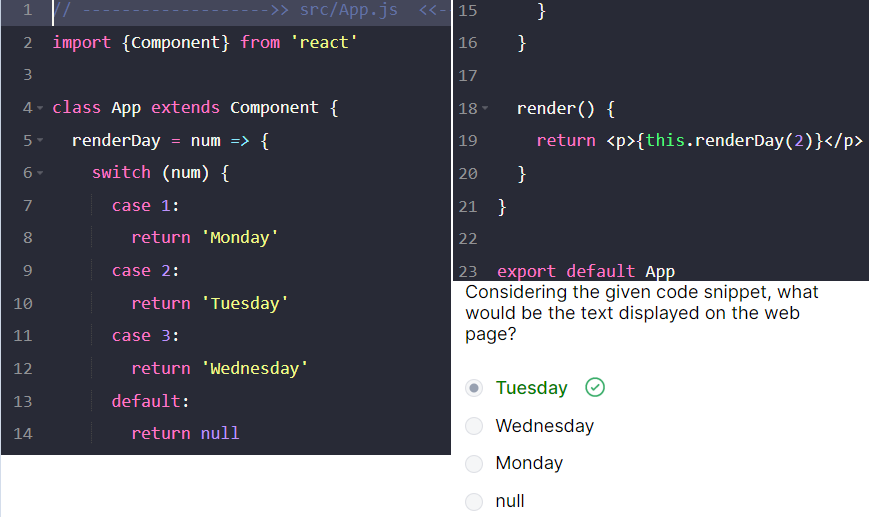 1 // ------------------->> src/App.js <<-
2 import {Component} from 'react'
3
4 class App extends Component {
5 renderDay = num => {
6 switch (num) {
7 case 1:
8 return 'Monday'
9 case 2:
10 return 'Tuesday'
11 case 3:
12 return 'Wednesday'
13 default:
14 return null
15 }
16 }
17
18 render() {
19 return <p>{this.renderDay(2)}</p>
20 }
21 }
22
23 export default App
Considering the given code snippet, what
would be the text displayed on the web
page?
Tuesday
Wednesday
Monday
null